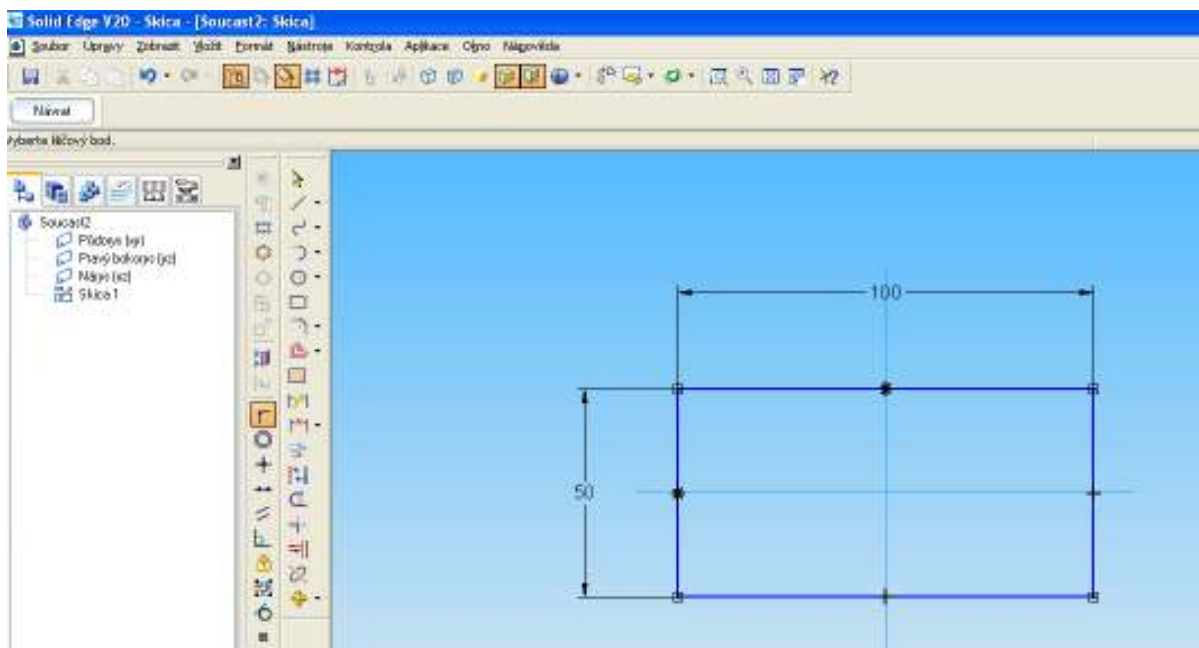 Solid Edge V20 - Skica - [Soucast2: Skica]
Soubor Úpravy Zobrazit Vložit Formát Nástroje Kontrola Aplikace Okno Nápověda
Návrat
Vyberte klíčový bod.
Soucast2
Půdorys (xy)
Pravý bokorys (yz)
Nárys (xz)
Skica 1
100
50